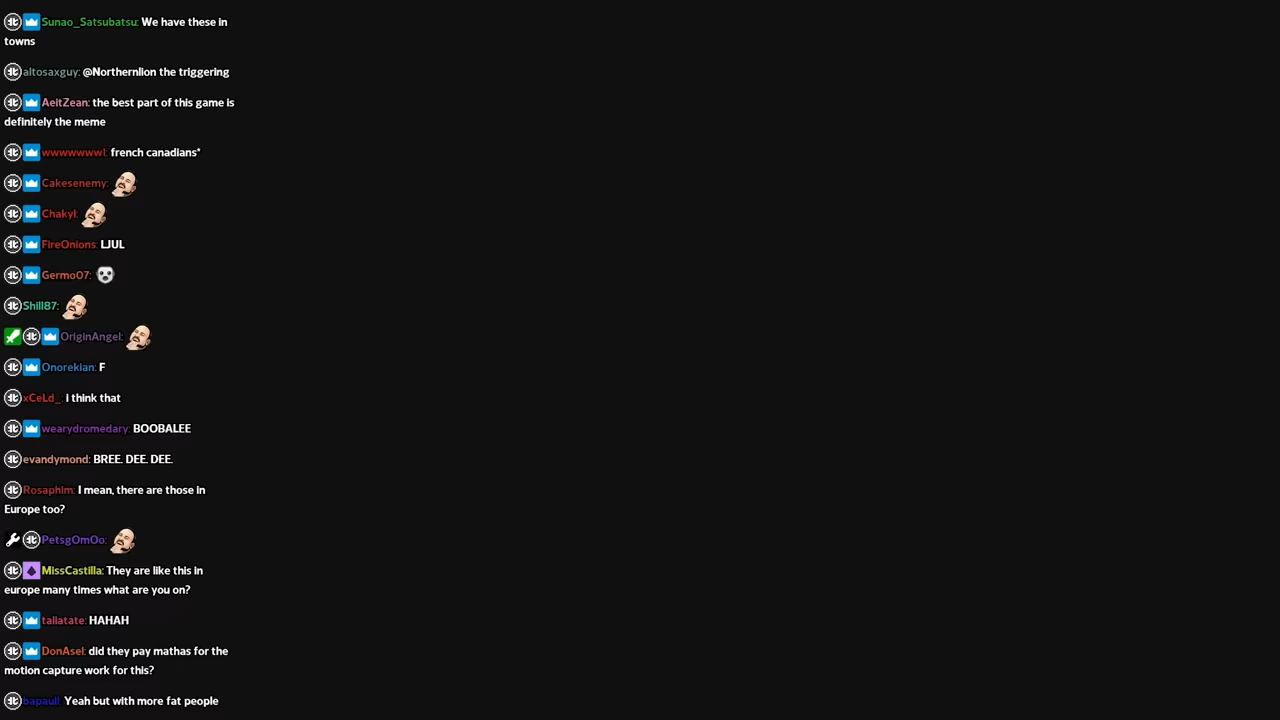 Sunao_Satsubatsu: We have these in
towns
altosaxguy: @Northernlion the triggering
AeitZean: the best part of this game is
definitely the meme
wwwwwww1: french canadians*
Cakesenemy:
Chakyl:
FireOnions: LJUL
Germo07:
Shill87:
OriginAngel:
Onorekian: F
xCeLd_: i think that
wearydromedary: BOOBALEE
evandymond: BREE. DEE. DEE.
Rosaphim: I mean, there are those in
Europe too?
PetsgOmOo:
MissCastilla: They are like this in
europe many times what are you on?
taliatate: HAHAH
DonAsel: did they pay mathas for the
motion capture work for this?
bapauli: Yeah but with more fat people